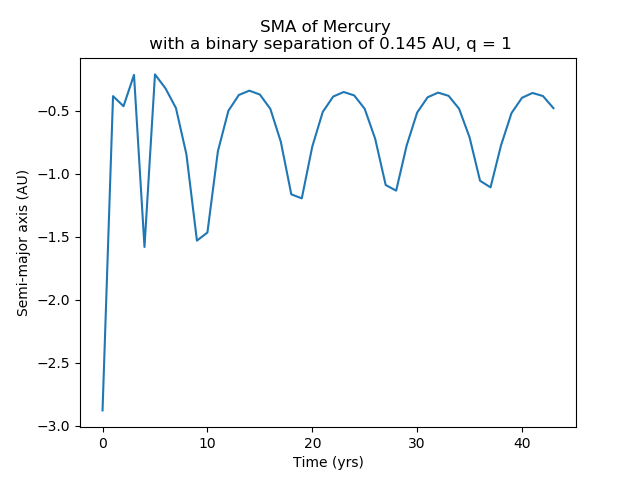 SMA of Mercury
with a binary separation of 0.145 AU, q = 1
Semi-major axis (AU)
−0.5
−1.0
−1.5
−2.0
−2.5
−3.0
0
10
20
30
40
Time (yrs)